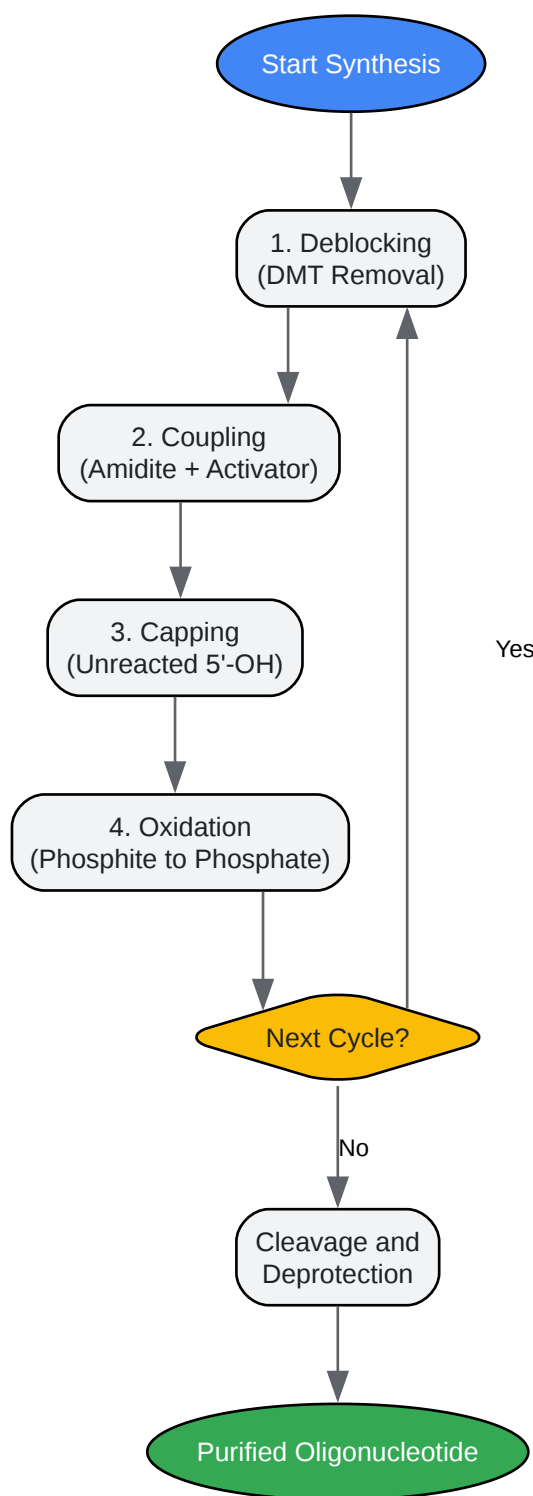 Start Synthesis
1. Deblocking
(DMT Removal)
2. Coupling
(Amidite + Activator)
3. Capping
(Unreacted 5'-OH)
Yes
4. Oxidation
(Phosphite to Phosphate)
Next Cycle?
No
Cleavage and
Deprotection
Purified Oligonucleotide